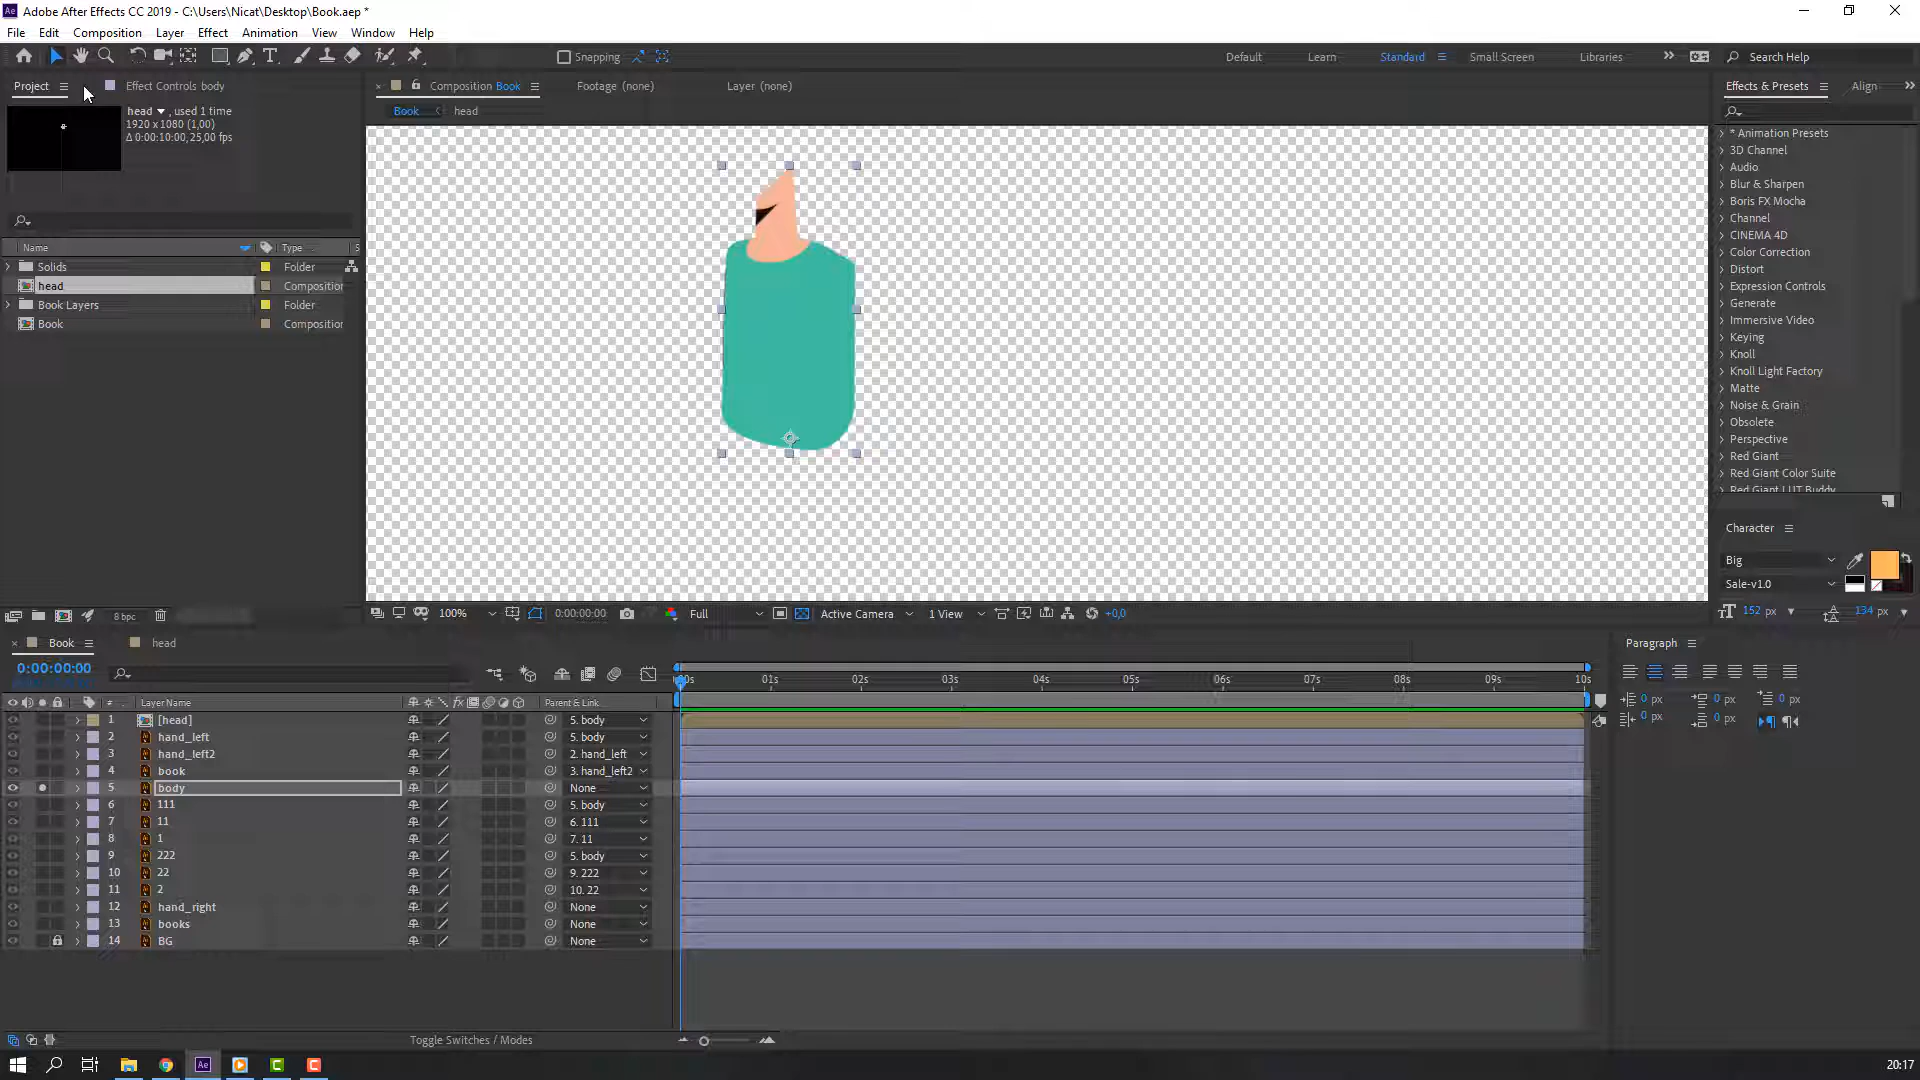 Adobe After Effects CC 2019 - C:\Users\Nicat\Desktop\Book.aep *
File Edit Composition Layer Effect Animation View Window Help
Snapping Default Learn Standard Small Screen Libraries Search Help
Project Effect Controls body Composition Book Footage (none) Layer (none) Effects & Presets Align
head , used 1 time
1920 x 1080 (1,00)
Δ 0:00:10:00, 25,00 fps
Book head
Name Type S
Solids Folder
head Compositior
Book Layers Folder
Book Compositior
* Animation Presets
3D Channel
Audio
Blur & Sharpen
Boris FX Mocha
Channel
CINEMA 4D
Color Correction
Distort
Expression Controls
Generate
Immersive Video
Keying
Knoll
Knoll Light Factory
Matte
Noise & Grain
Obsolete
Perspective
Red Giant
Red Giant Color Suite
Red Giant LUT Buddy
Character
Big
Sale-v1.0
152 px 134 px
8 bpc 100% 0:00:00:00 Full Active Camera 1 View +0,0
Book head
0:00:00:00
00s 01s 02s 03s 04s 05s 06s 07s 08s 09s 10s
# Layer Name fx Parent & Link
1 [head] 5. body
2 hand_left 5. body
3 hand_left2 2. hand_left
4 book 3. hand_left2
5 body None
6 111 5. body
7 11 6. 111
8 1 7. 11
9 222 5. body
10 22 9. 222
11 2 10. 22
12 hand_right None
13 books None
14 BG None
Paragraph
0 px 0 px 0 px
0 px 0 px
Toggle Switches / Modes
20:17